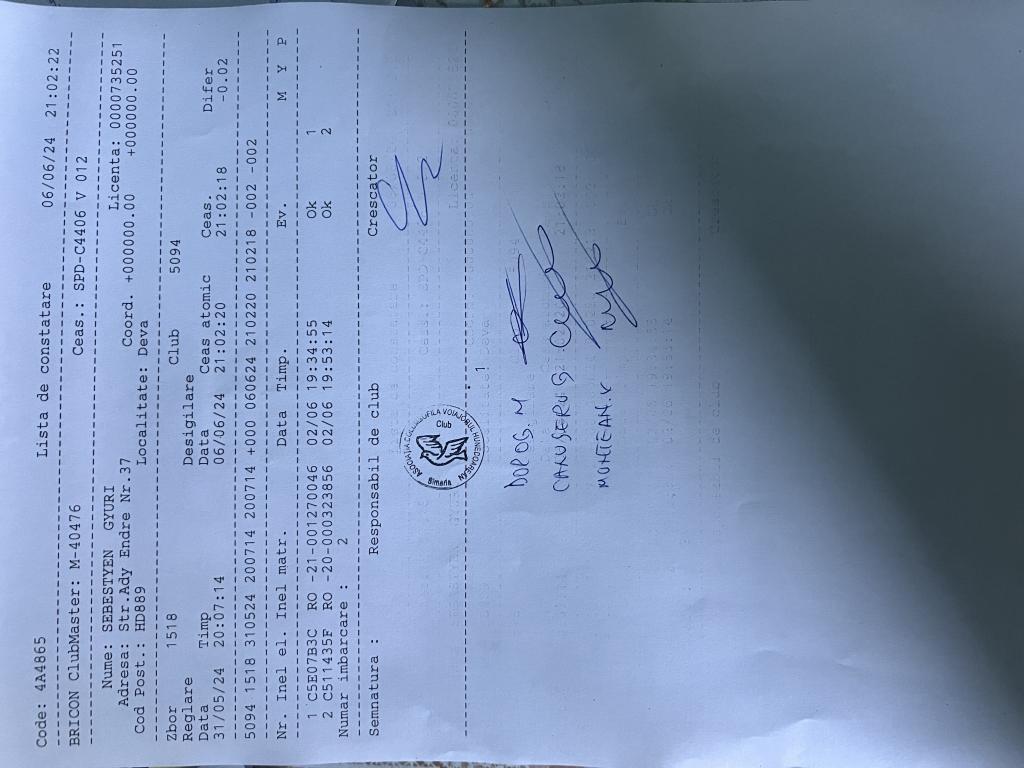 Code: 4A4865 Lista de constatare 06/06/24 21:02:22
BRICON ClubMaster: M-40476 Ceas.: SPD-C4406 V 012
Nume: SEBESTYEN GYURI Licenta: 0000735251
Adresa: Str.Ady Endre Nr.37 Coord. +000000.00 +0000000.00
Cod Post.: HD889 Localitate: Deva
Zbor 1518 Club 5094
Reglare Desigilare
Data Timp Data Ceas atomic Ceas. Difer
31/05/24 20:07:14 06/06/24 21:02:20 21:02:18 -0.02
5094 1518 310524 200714 200714 +000 060624 210220 210218 -002 -002
Nr. Inel el. Inel matr. Data Timp. Ev. M Y P
1 C5E07B3C RO -21-001270046 02/06 19:34:55 Ok 1
2 C511435F RO -20-000323856 02/06 19:53:14 Ok 2
Numar imbarcare : 2
Semnatura : Responsabil de club Crescator
Club
Simeria
1
M
MUNTEAN.V